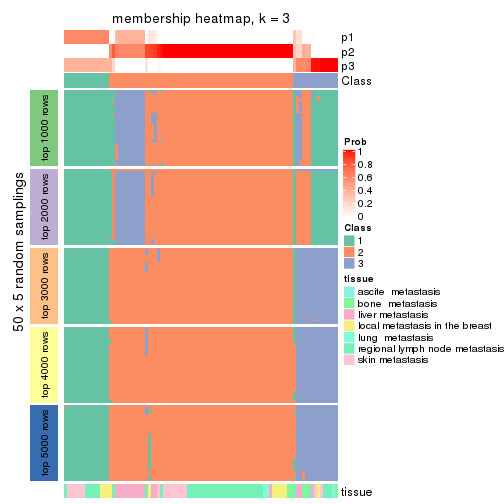 membership heatmap, k = 3
p1
p2
p3
Class
50 x 5 random samplings
top 1000 rows
top 2000 rows
top 3000 rows
top 4000 rows
top 5000 rows
tissue
Prob
1
0.8
0.6
0.4
0.2
0
Class
1
2
3
tissue
ascite metastasis
bone metastasis
liver metastasis
local metastasis in the breast
lung metastasis
regional lymph node metastasis
skin metastasis